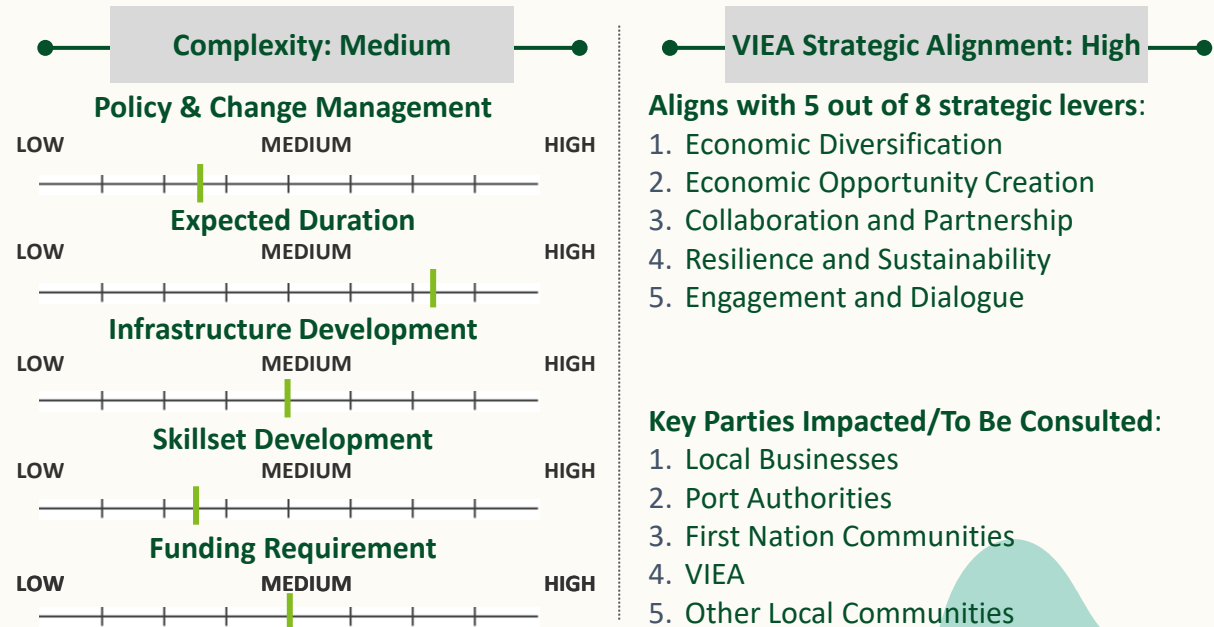 Complexity: Medium
Policy & Change Management
LOW MEDIUM HIGH
Expected Duration
LOW MEDIUM HIGH
Infrastructure Development
LOW MEDIUM HIGH
Skillset Development
LOW MEDIUM HIGH
Funding Requirement
LOW MEDIUM HIGH
VIEA Strategic Alignment: High
Aligns with 5 out of 8 strategic levers:
1. Economic Diversification
2. Economic Opportunity Creation
3. Collaboration and Partnership
4. Resilience and Sustainability
5. Engagement and Dialogue
Key Parties Impacted/To Be Consulted:
1. Local Businesses
2. Port Authorities
3. First Nation Communities
4. VIEA
5. Other Local Communities